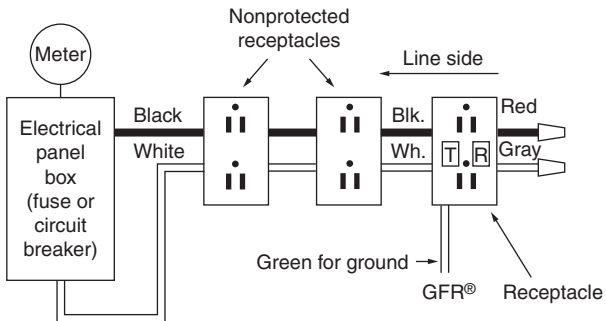 Nonprotected
receptacles
Meter
Line side
Black
Blk.
Red
White
Wh.
T
R
Gray
Electrical
panel
box
(fuse or
circuit
breaker)
Green for ground
GFR®
Receptacle